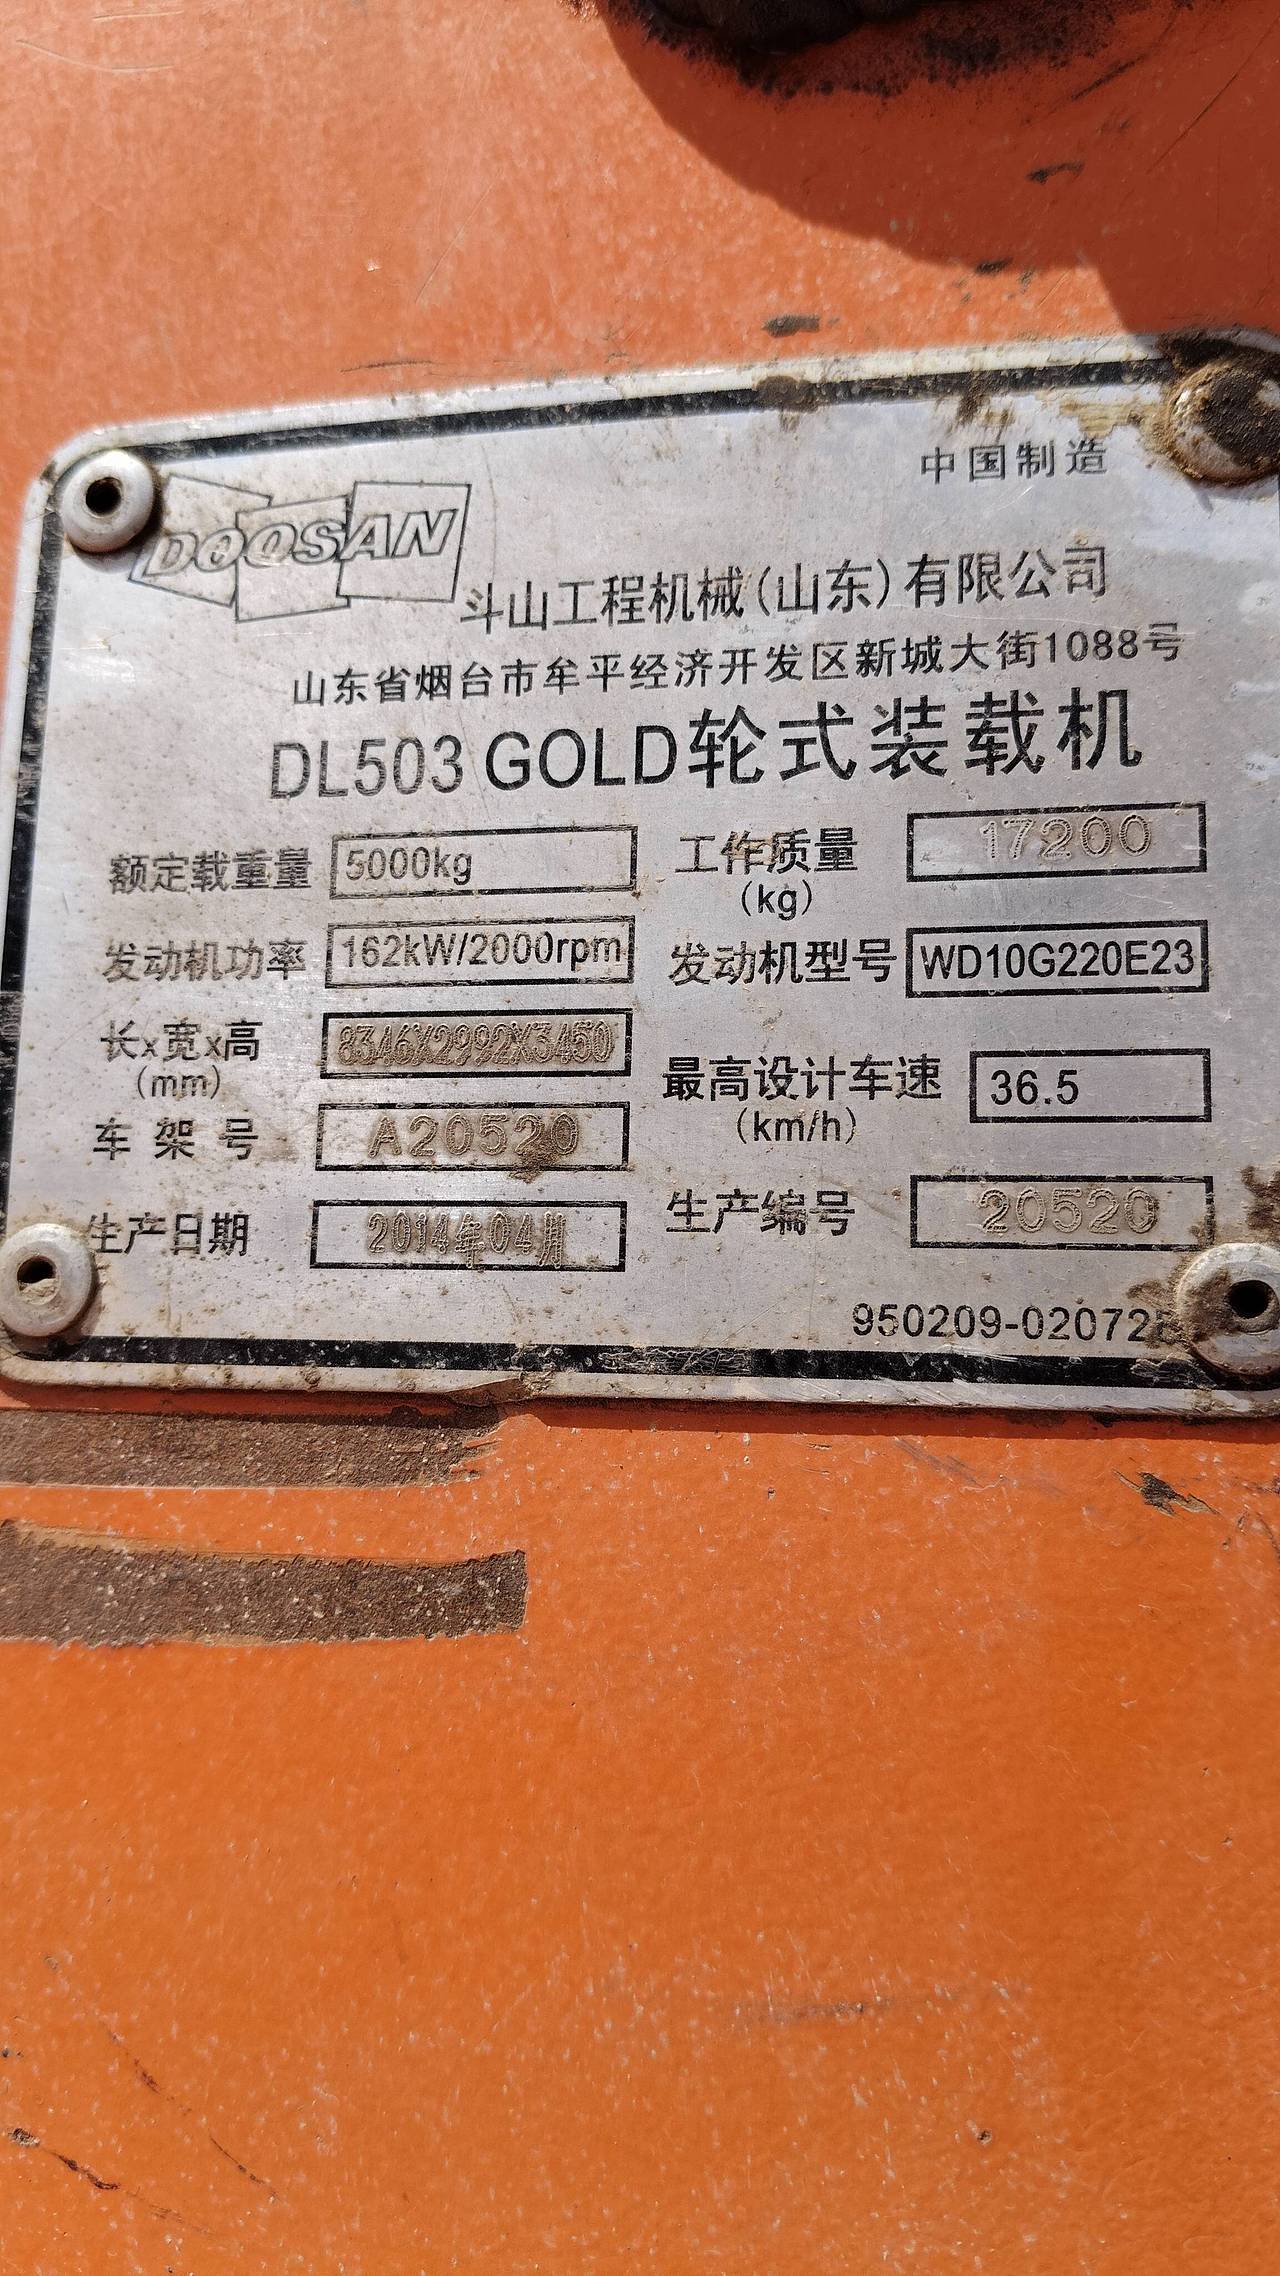 中国制造
DOOSAN
斗山工程机械(山东)有限公司
山东省烟台市牟平经济开发区新城大街1088号
DL503 GOLD轮式装载机
额定载重量 5000kg 工作质量 17200
(kg)
发动机功率 162kW/2000rpm 发动机型号 WD10G220E23
长x宽x高 8346X2992X3450 最高设计车速 36.5
(mm) (km/h)
车架号 A20520
生产日期 2014年04月 生产编号 20520
950209-02072